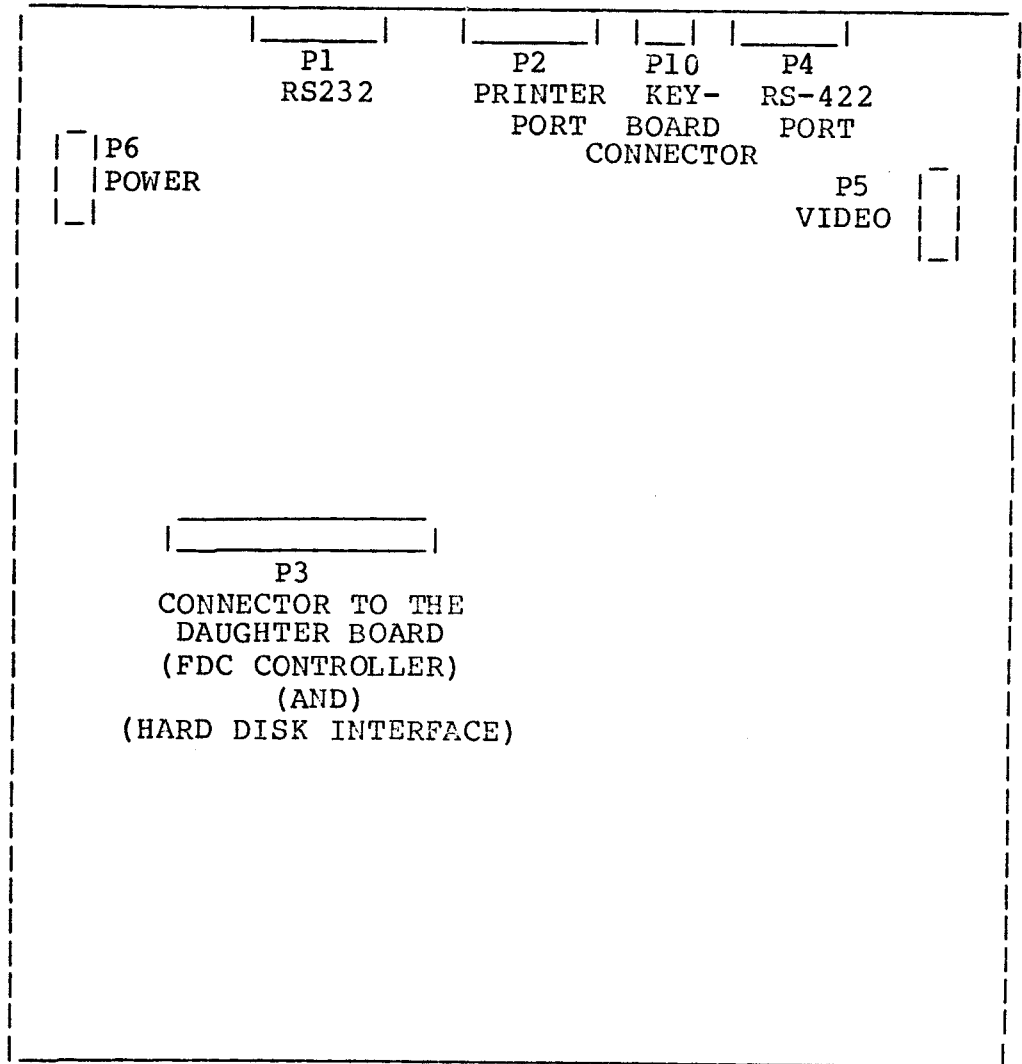 P1
RS232
P2
PRINTER
PORT
P10
KEY-
BOARD
CONNECTOR
P4
RS-422
PORT
P6
POWER
P5
VIDEO
P3
CONNECTOR TO THE
DAUGHTER BOARD
(FDC CONTROLLER)
(AND)
(HARD DISK INTERFACE)